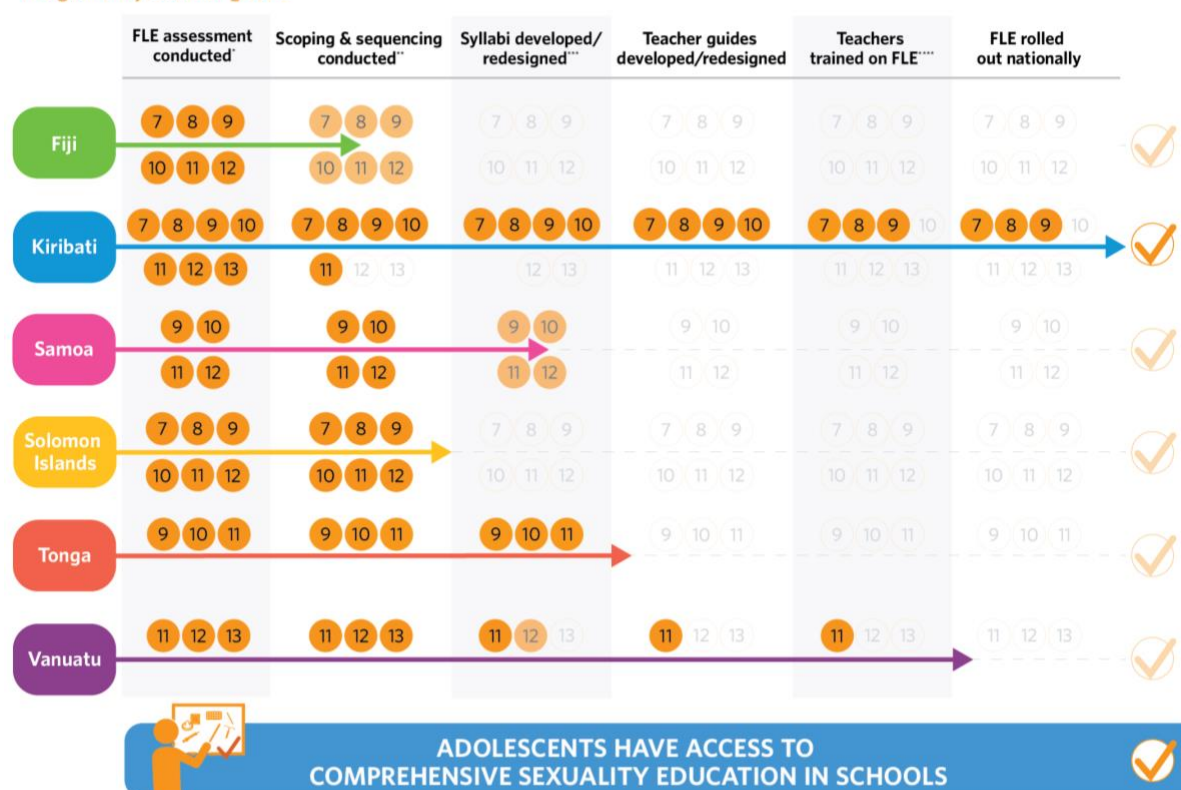 FLE assessment
conducted*
Scoping & sequencing
conducted**
Syllabi developed/
redesigned***
Teacher guides
developed/redesigned
Teachers
trained on FLE****
FLE rolled
out nationally
Fiji
7 8 9 7 8 9 7 8 9 7 8 9 7 8 9 7 8 9
10 11 12 10 11 12 10 11 12 10 11 12 10 11 12 10 11 12
Kiribati
7 8 9 10 7 8 9 10 7 8 9 10 7 8 9 10 7 8 9 10 7 8 9 10
11 12 13 11 12 13 12 13 11 12 13 11 12 13 11 12 13
Samoa
9 10 9 10 9 10 9 10 9 10 9 10
11 12 11 12 11 12 11 12 11 12 11 12
Solomon
Islands
7 8 9 7 8 9 7 8 9 7 8 9 7 8 9 7 8 9
10 11 12 10 11 12 10 11 12 10 11 12 10 11 12 10 11 12
Tonga
9 10 11 9 10 11 9 10 11 9 10 11 9 10 11 9 10 11
Vanuatu
11 12 13 11 12 13 11 12 13 11 12 13 11 12 13 11 12 13
ADOLESCENTS HAVE ACCESS TO
COMPREHENSIVE SEXUALITY EDUCATION IN SCHOOLS